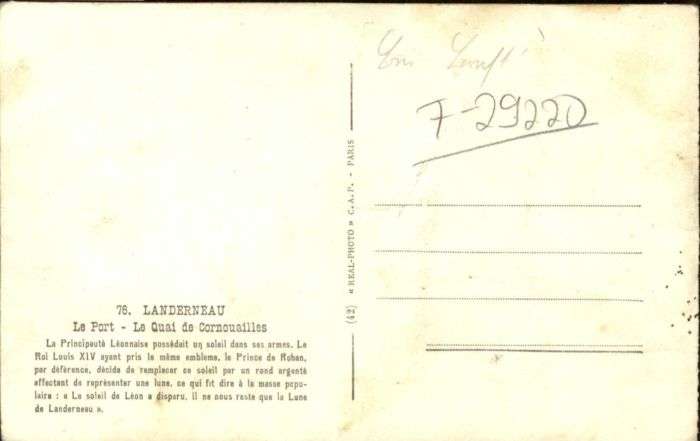 76. LANDERNEAU
Le Port - Le Quai de Cornouailles
La Principauté Léonnaise possédait un soleil dans ses armes. Le
Roi Louis XIV ayant pris le même emblème, le Prince de Rohan,
par déférence, décida de remplacer ce soleil par un rond argenté
affectant de représenter une lune, ce qui fit dire à la masse popu-
laire : « Le soleil de Léon a disparu, il ne nous reste que la Lune
de Landerneau ».
(42) « REAL-PHOTO » C.A.P. - PARIS
F-29220